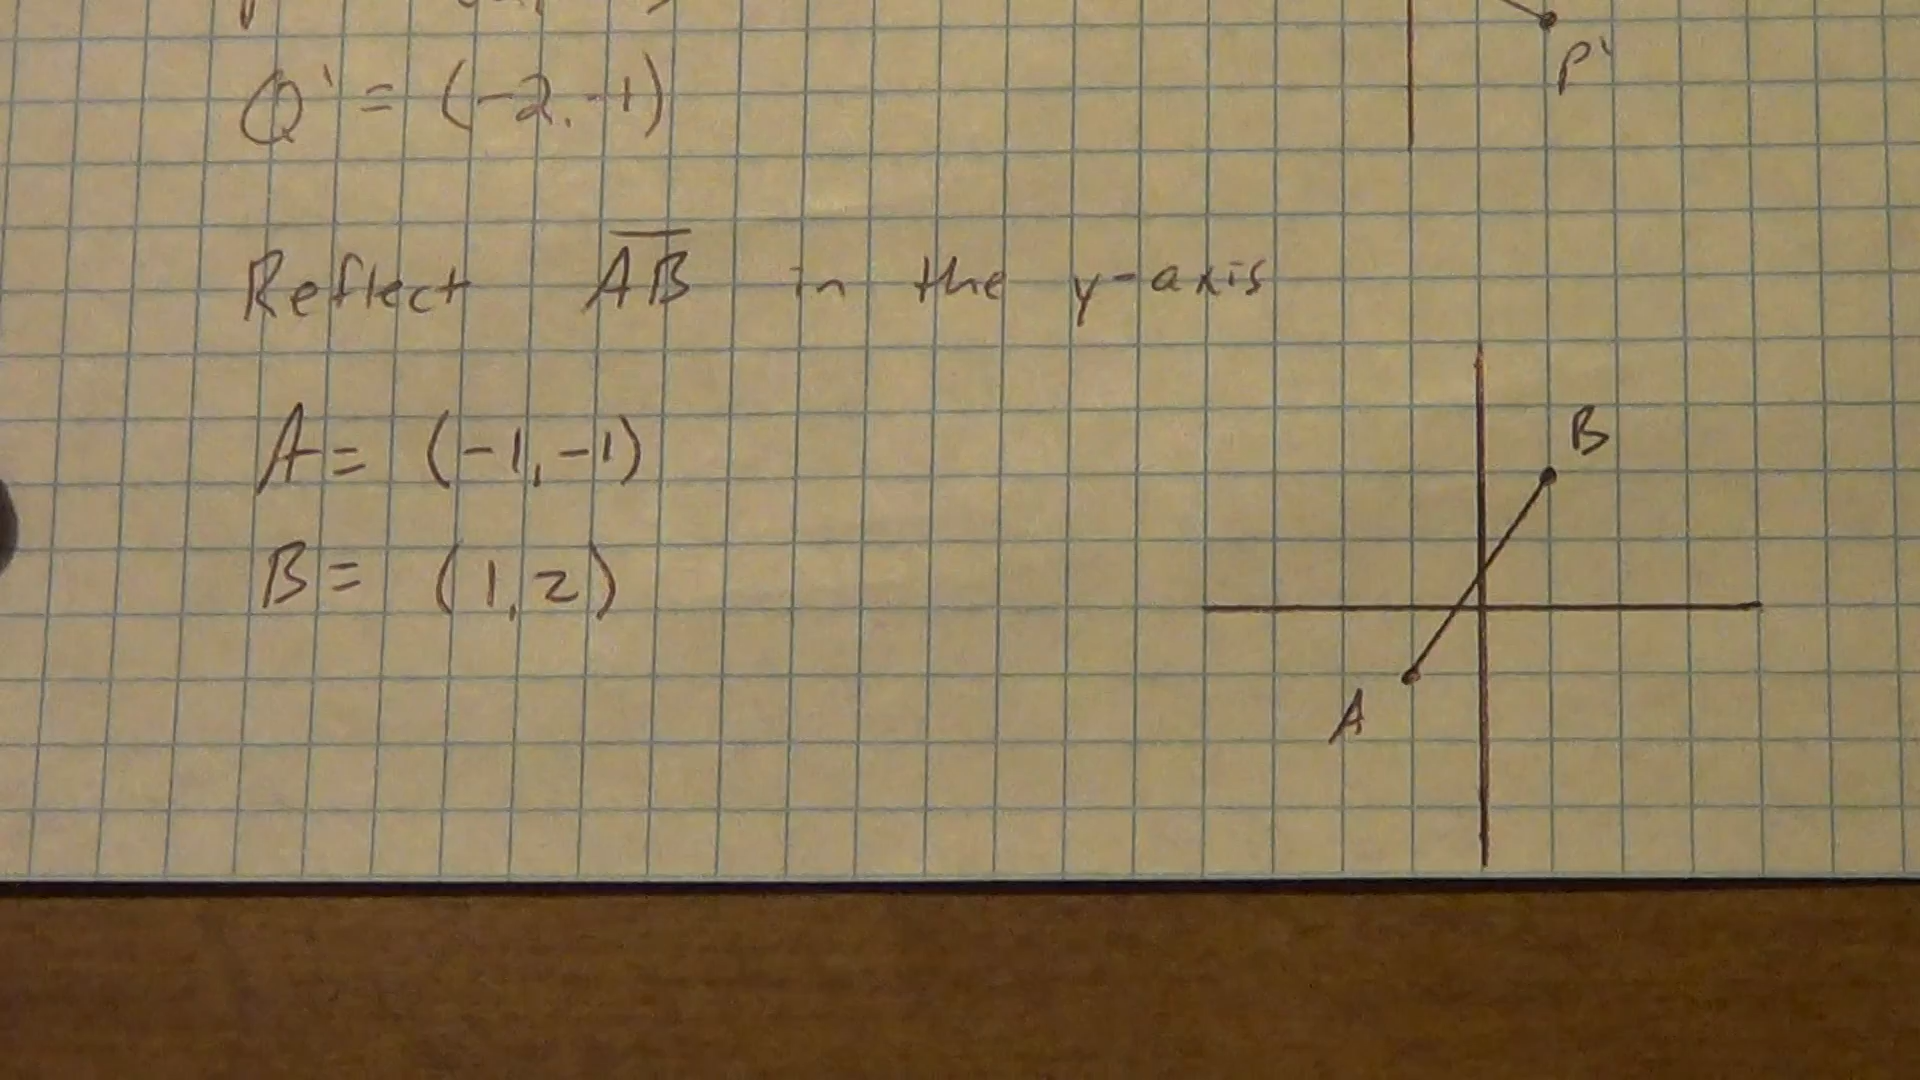 P'
Q' = (-2,-1)
Reflect AB in the y-axis
A = (-1,-1)
B = (1,2)
B
A